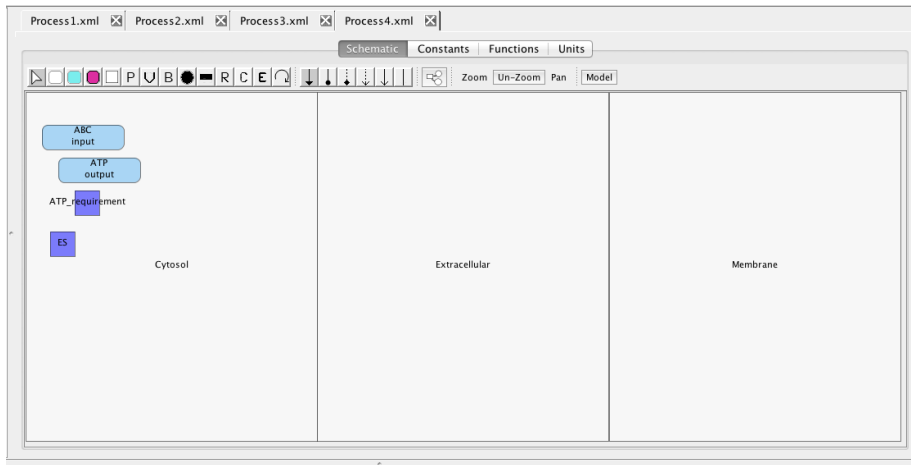 Process1.xml Process2.xml Process3.xml Process4.xml
Schematic Constants Functions Units
P V B R C E Zoom Un-Zoom Pan Model
ABC
input
ATP
output
ATP_requirement
ES
Cytosol Extracellular Membrane